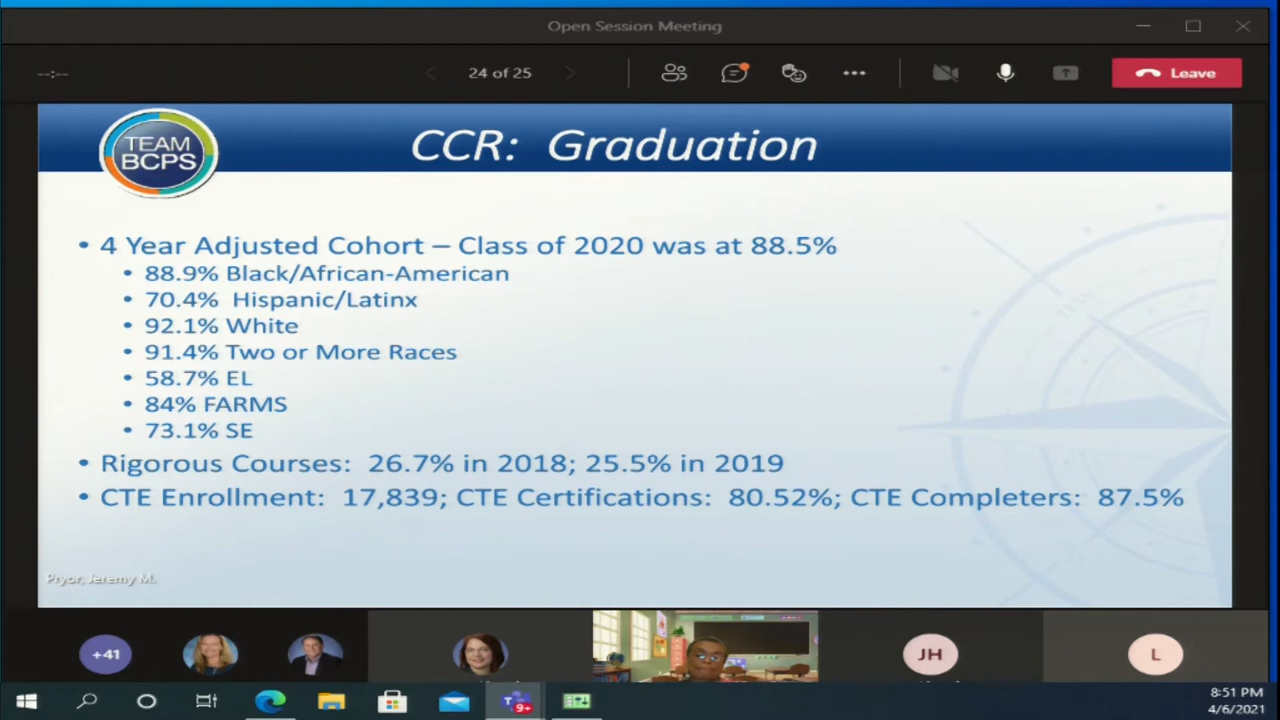 Open Session Meeting
--:--
24 of 25
Leave
TEAM
BCPS
CCR: Graduation
• 4 Year Adjusted Cohort – Class of 2020 was at 88.5%
• 88.9% Black/African-American
• 70.4% Hispanic/Latinx
• 92.1% White
• 91.4% Two or More Races
• 58.7% EL
• 84% FARMS
• 73.1% SE
• Rigorous Courses: 26.7% in 2018; 25.5% in 2019
• CTE Enrollment: 17,839; CTE Certifications: 80.52%; CTE Completers: 87.5%
Pryor, Jeremy M.
+41
JH
L
9+
8:51 PM
4/6/2021